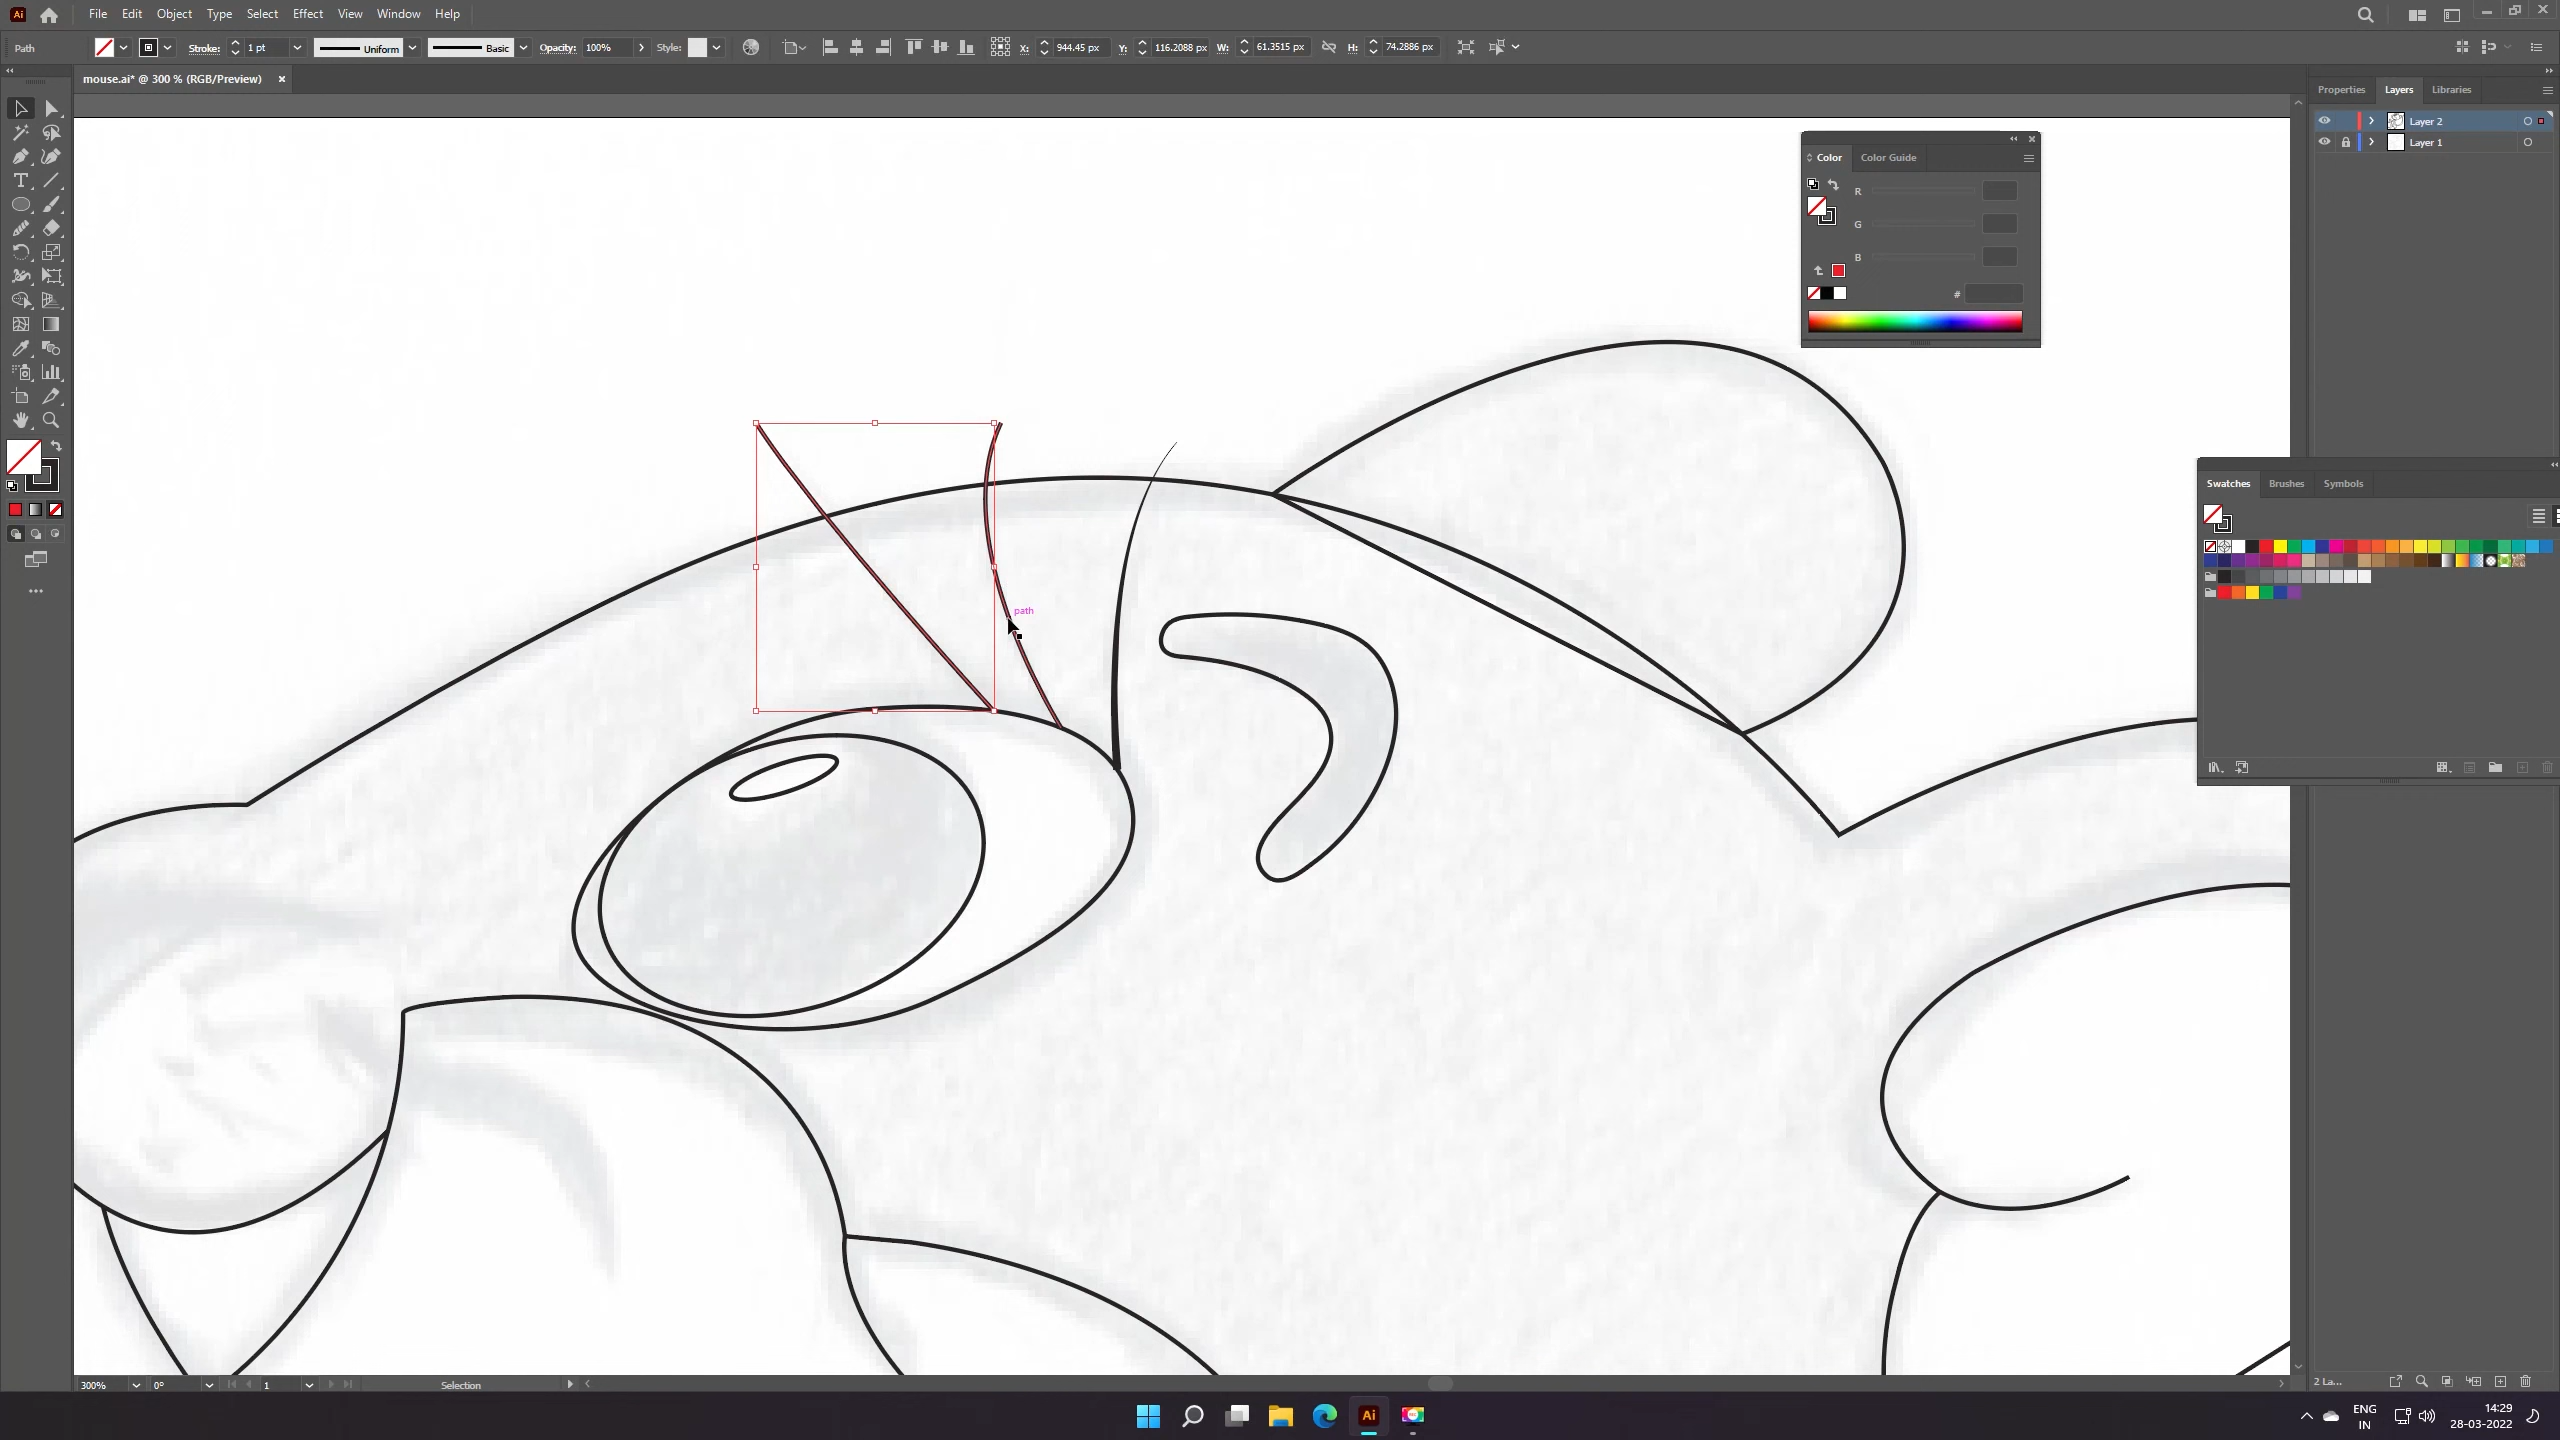 Ai File Edit Object Type Select Effect View Window Help
Path Stroke: 1 pt Uniform Basic Opacity: 100% Style: X: 944.45 px Y: 116.2088 px W: 61.3515 px H: 74.2886 px
mouse.ai* @ 300 % (RGB/Preview)
Properties Layers Libraries
Layer 2
Layer 1
Color Color Guide
R
G
B
#
path
Swatches Brushes Symbols
300% 0° 1 Selection
2 La...
Ai
ENG
IN
14:29
28-03-2022